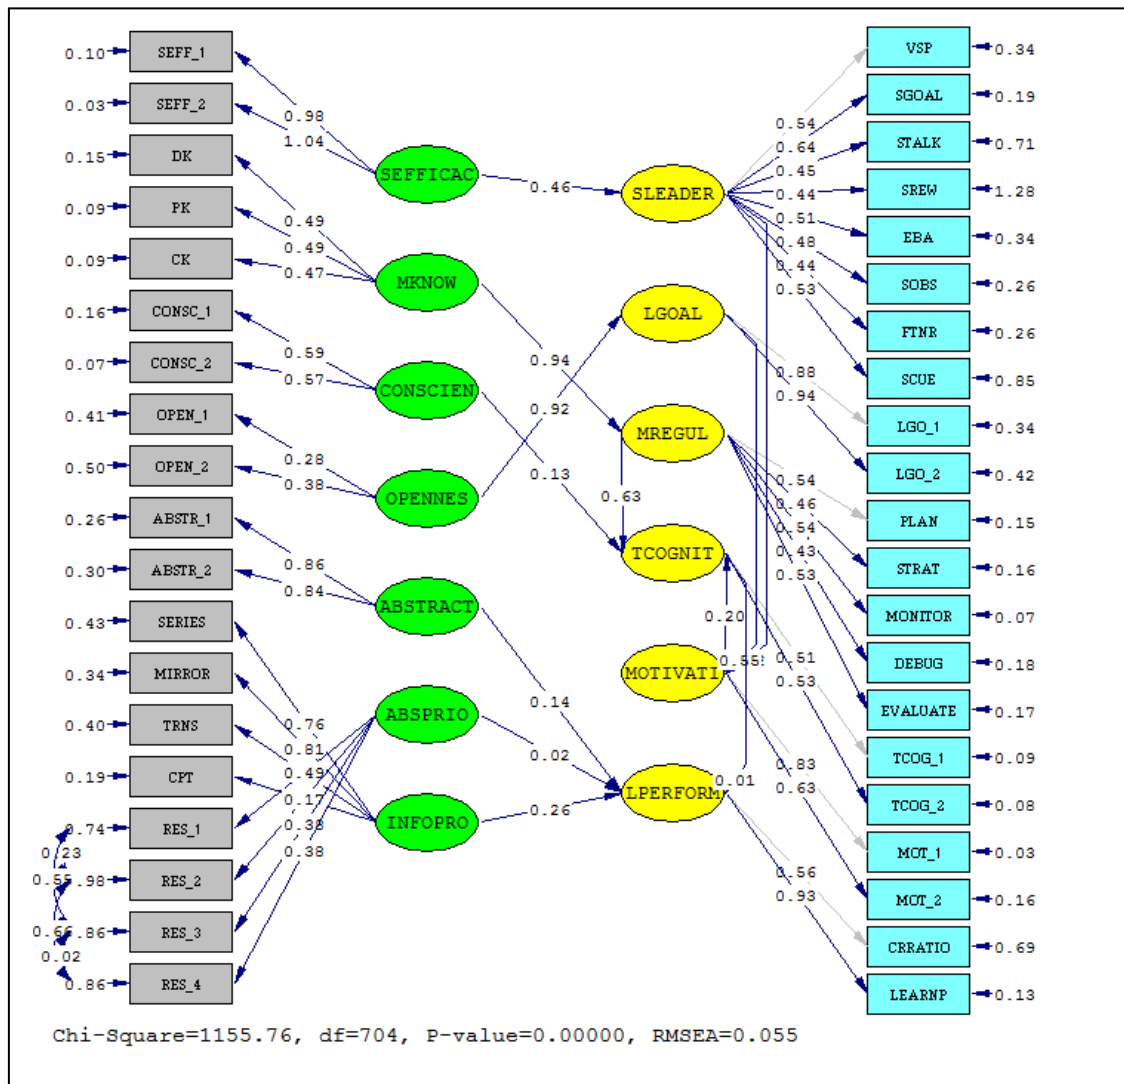 0.10 SEFF_1
0.03 SEFF_2
0.15 DK
0.09 PK
0.09 CK
0.16 CONSC_1
0.07 CONSC_2
0.41 OPEN_1
0.50 OPEN_2
0.26 ABSTR_1
0.30 ABSTR_2
0.43 SERIES
0.34 MIRROR
0.40 TRNS
0.19 CPT
0.74 RES_1
RES_2
RES_3
0.86 RES_4
0.23
0.02
0.98
1.04
0.49
0.49
0.47
0.59
0.57
0.28
0.38
0.86
0.84
0.76
0.81
0.49
0.17
0.38
0.38
SEFFICAC
MKNOW
CONSCIEN
OPENNES
ABSTRACT
ABSPRIO
INFOPRO
0.46
0.94
0.92
0.13
0.63
0.20
0.14
0.02
0.26
0.01
SLEADER
LGOAL
MREGUL
TCOGNIT
MOTIVATI
LPERFORM
0.54
0.64
0.45
0.44
0.51
0.48
0.44
0.53
0.88
0.94
0.54
0.46
0.54
0.43
0.53
0.51
0.53
0.83
0.63
0.56
0.93
VSP 0.34
SGOAL 0.19
STALK 0.71
SREW 1.28
EBA 0.34
SOBS 0.26
FTNR 0.26
SCUE 0.85
LGO_1 0.34
LGO_2 0.42
PLAN 0.15
STRAT 0.16
MONITOR 0.07
DEBUG 0.18
EVALUATE 0.17
TCOG_1 0.09
TCOG_2 0.08
MOT_1 0.03
MOT_2 0.16
CRRATIO 0.69
LEARNP 0.13
Chi-Square=1155.76, df=704, P-value=0.00000, RMSEA=0.055